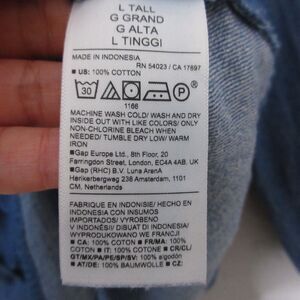 L TALL
G GRAND
G ALTA
L TINGGI
MADE IN INDONESIA
RN 54023 / CA 17897
■ US: 100% COTTON
30
P
1166
MACHINE WASH COLD/ WASH AND DRY
INSIDE OUT WITH LIKE COLORS/ ONLY
NON-CHLORINE BLEACH WHEN
NEEDED/ TUMBLE DRY LOW/ WARM
IRON
■Gap Europe Ltd., 8th Floor, 20
Farringdon Street, London, EC4A 4AB, UK
■Gap (RHC) B.V. Luna ArenA
Herikerbergweg 238 Amsterdam, 1101
CM, Netherlands
FABRIQUE EN INDONESIE/ HECHO EN
INDONESIA CON INSUMOS
IMPORTADOS/ VYROBENO
V INDONÉSII/ DIBUAT DI INDONESIA/
WYPRODUKOWANO WE FRANCJI
■ CA: 100% COTON ■ FR/MA: 100%
COTON ■ IT: 100% COTONE ■ CR/CL/
GT/MX/PA/PE/SP/SV: 100% algodón
■ AT/DE: 100% BAUMWOLLE ■ CZ: